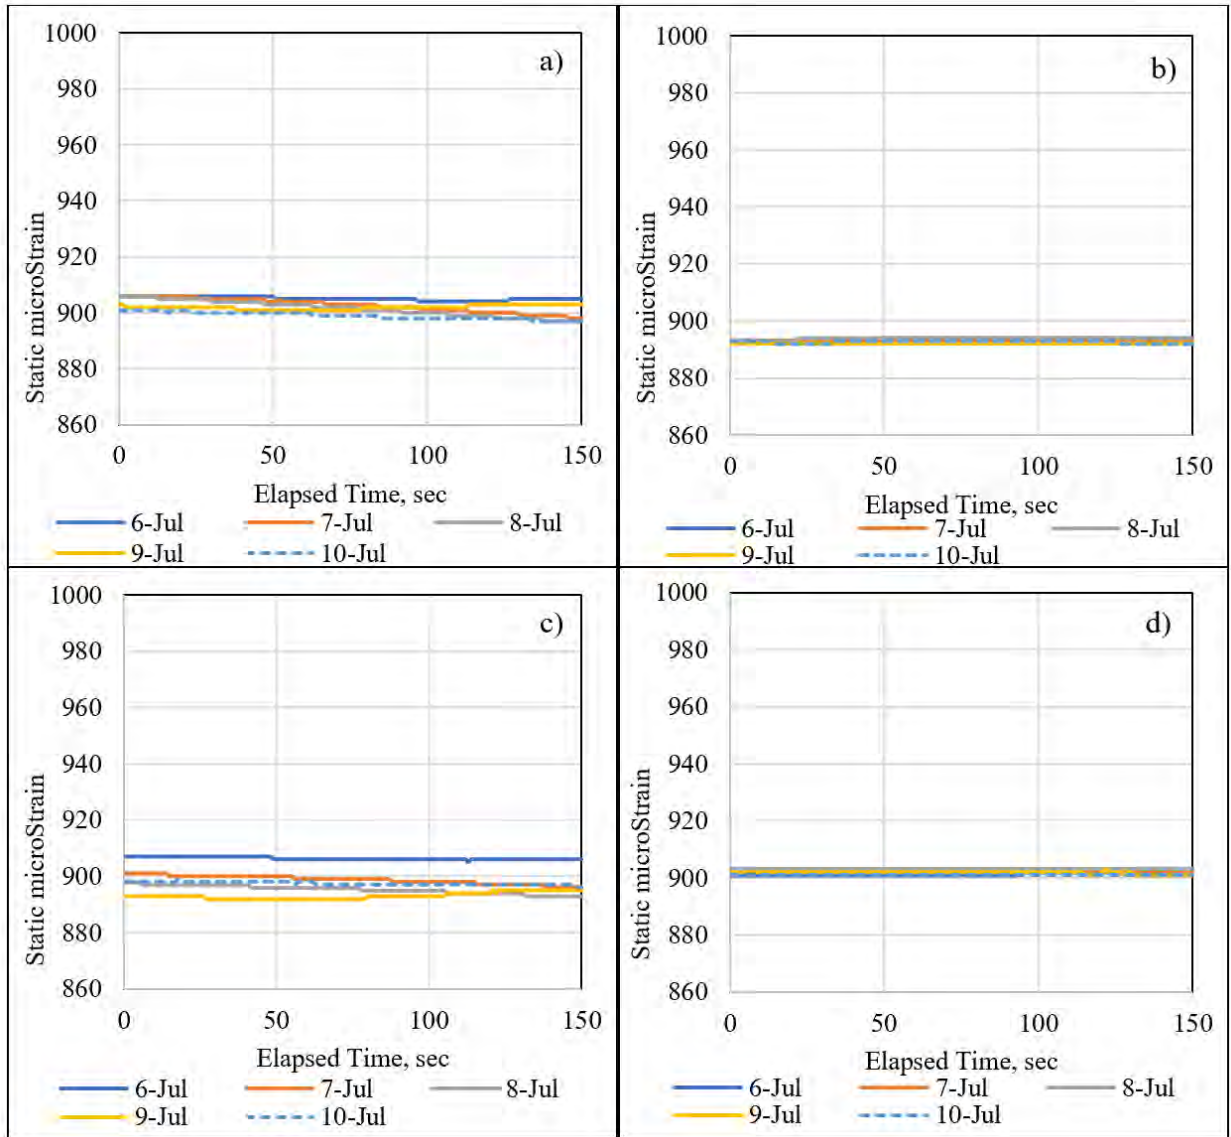 a)
1000
980
960
940
920
900
880
860
Static microStrain
0 50 100 150
Elapsed Time, sec
6-Jul 7-Jul 8-Jul
9-Jul 10-Jul
b)
1000
980
960
940
920
900
880
860
Static microStrain
0 50 100 150
Elapsed Time, sec
6-Jul 7-Jul 8-Jul
9-Jul 10-Jul
c)
1000
980
960
940
920
900
880
860
Static microStrain
0 50 100 150
Elapsed Time, sec
6-Jul 7-Jul 8-Jul
9-Jul 10-Jul
d)
1000
980
960
940
920
900
880
860
Static microStrain
0 50 100 150
Elapsed Time, sec
6-Jul 7-Jul 8-Jul
9-Jul 10-Jul